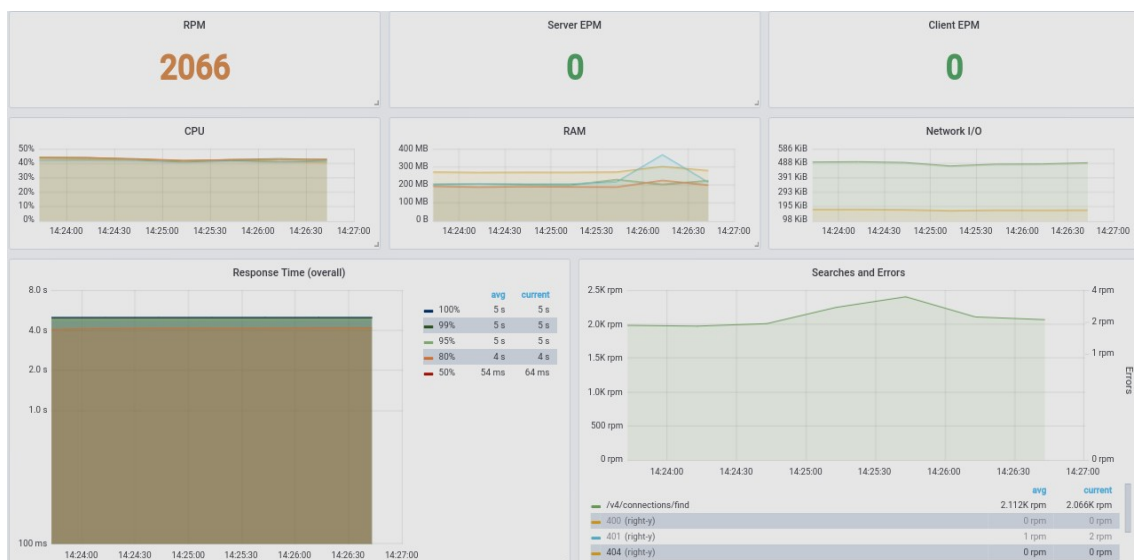 RPM
2066
Server EPM
0
Client EPM
0
CPU
50%
40%
30%
20%
10%
0%
14:24:00 14:24:30 14:25:00 14:25:30 14:26:00 14:26:30 14:27:00
RAM
400 MB
300 MB
200 MB
100 MB
0 B
14:24:00 14:24:30 14:25:00 14:25:30 14:26:00 14:26:30 14:27:00
Network I/O
586 KiB
488 KiB
391 KiB
293 KiB
195 KiB
98 KiB
14:24:00 14:24:30 14:25:00 14:25:30 14:26:00 14:26:30 14:27:00
Response Time (overall)
8.0 s
4.0 s
2.0 s
1.0 s
100 ms
14:24:00 14:24:30 14:25:00 14:25:30 14:26:00 14:26:30 14:27:00
avg current
100% 5 s 5 s
99% 5 s 5 s
95% 5 s 5 s
80% 4 s 4 s
50% 54 ms 64 ms
Searches and Errors
2.5K rpm
2.0K rpm
1.5K rpm
1.0K rpm
500 rpm
0 rpm
4 rpm
2 rpm
1 rpm
0 rpm
Errors
14:24:00 14:24:30 14:25:00 14:25:30 14:26:00 14:26:30 14:27:00
avg current
/v4/connections/find 2.112K rpm 2.066K rpm
400 (right-y) 0 rpm 0 rpm
401 (right-y) 1 rpm 2 rpm
404 (right-y) 0 rpm 0 rpm